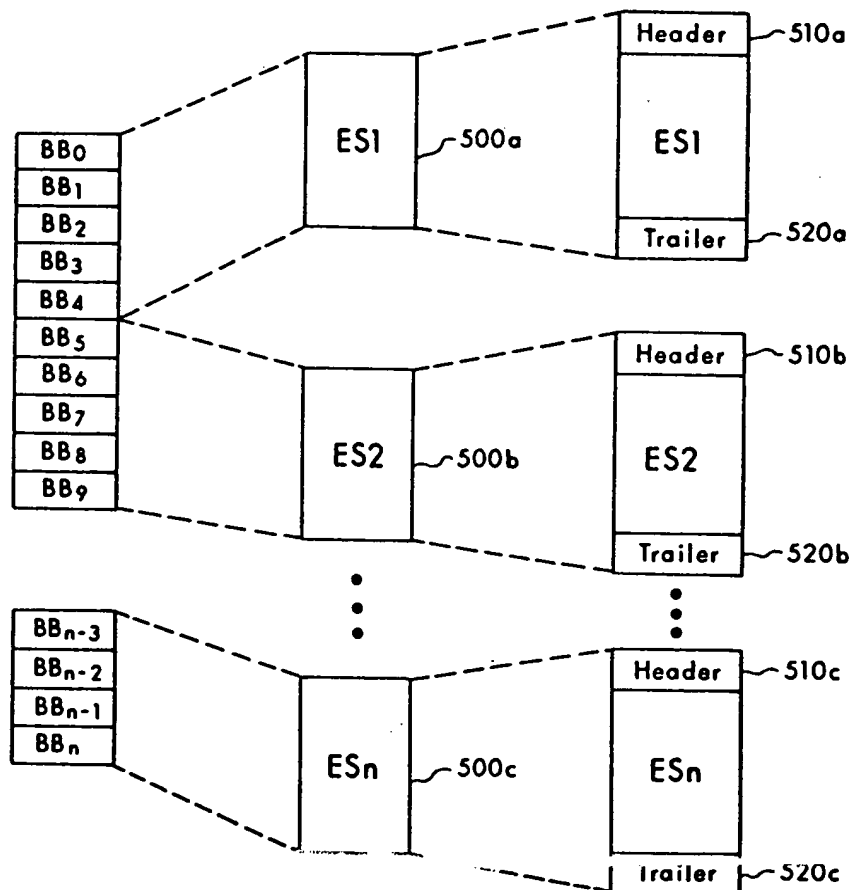 BB0
BB1
BB2
BB3
BB4
BB5
BB6
BB7
BB8
BB9
BBn-3
BBn-2
BBn-1
BBn
ES1
500a
ES2
500b
ESn
500c
Header
510a
ES1
Trailer
520a
Header
510b
ES2
Trailer
520b
Header
510c
ESn
Trailer
520c